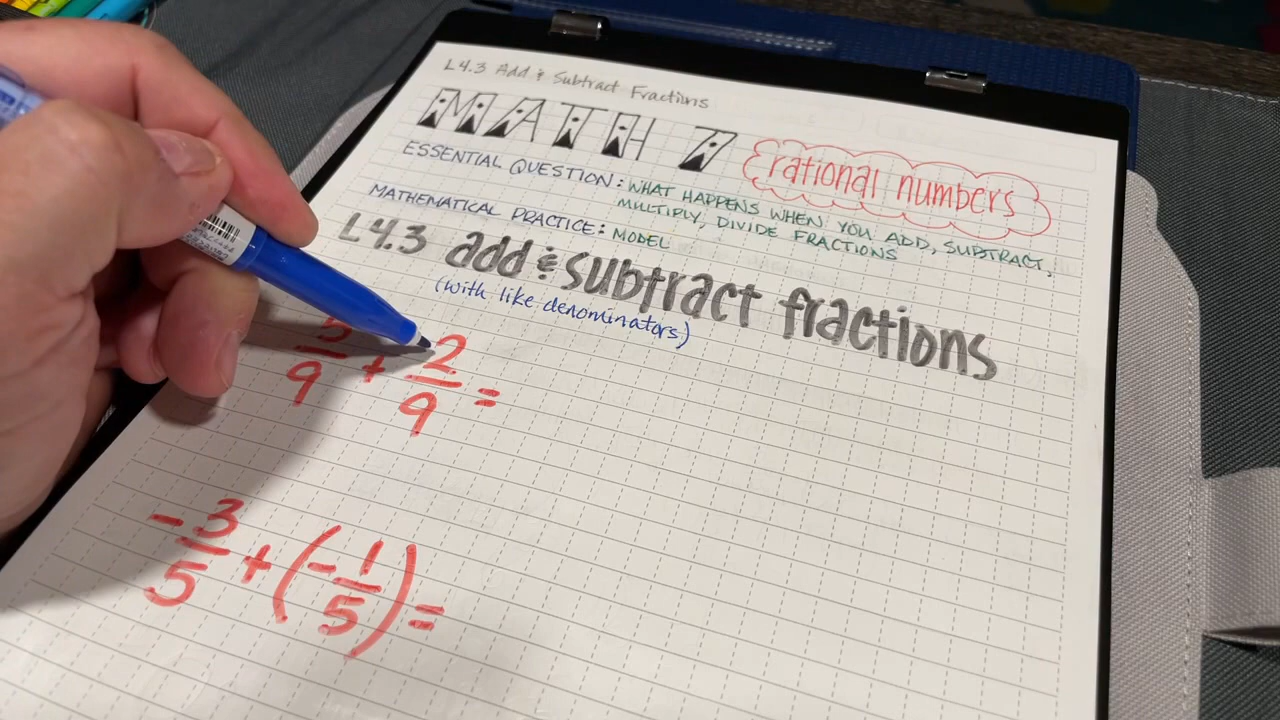 L4.3 Add & Subtract Fractions
MATH 7
rational numbers
ESSENTIAL QUESTION: WHAT HAPPENS WHEN YOU ADD, SUBTRACT,
MULTIPLY, DIVIDE FRACTIONS
MATHEMATICAL PRACTICE: MODEL
L4.3 add & subtract fractions
(with like denominators)
5/9 + 2/9 =
-3/5 + (-1/5) =